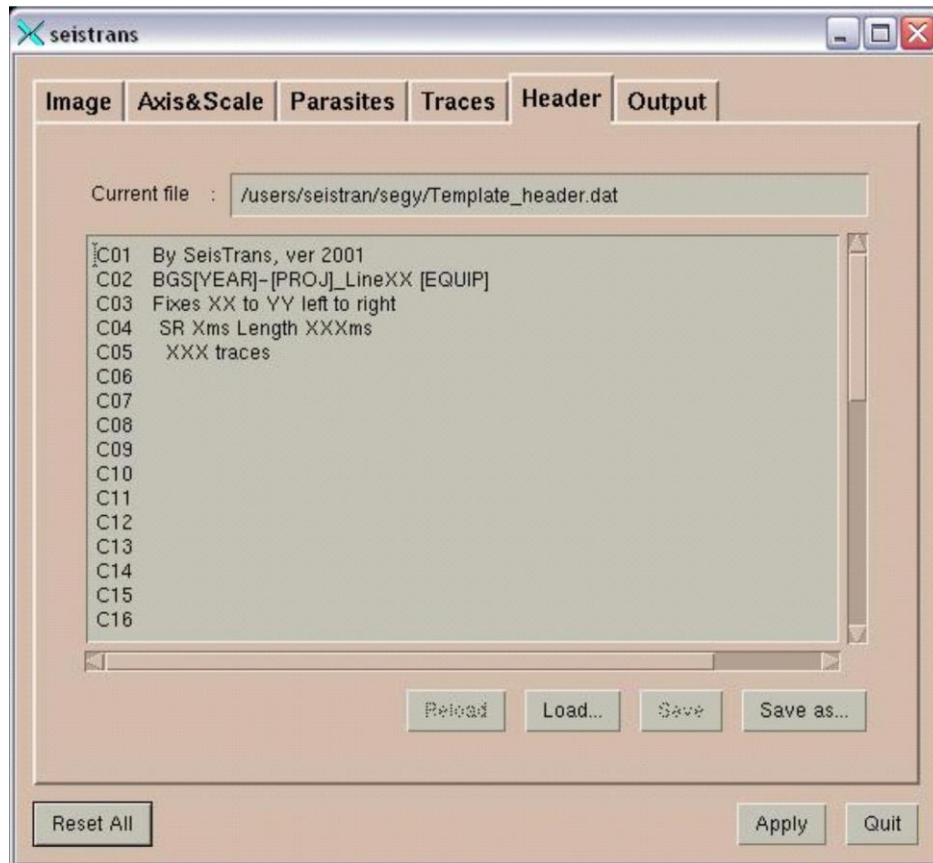 seistrans
Image Axis&Scale Parasites Traces Header Output
Current file : /users/seistran/segy/Template_header.dat
C01 By SeisTrans, ver 2001
C02 BGS[YEAR]-[PROJ]_LineXX [EQUIP]
C03 Fixes XX to YY left to right
C04 SR Xms Length XXXms
C05 XXX traces
C06
C07
C08
C09
C10
C11
C12
C13
C14
C15
C16
Reload Load... Save Save as...
Reset All Apply Quit